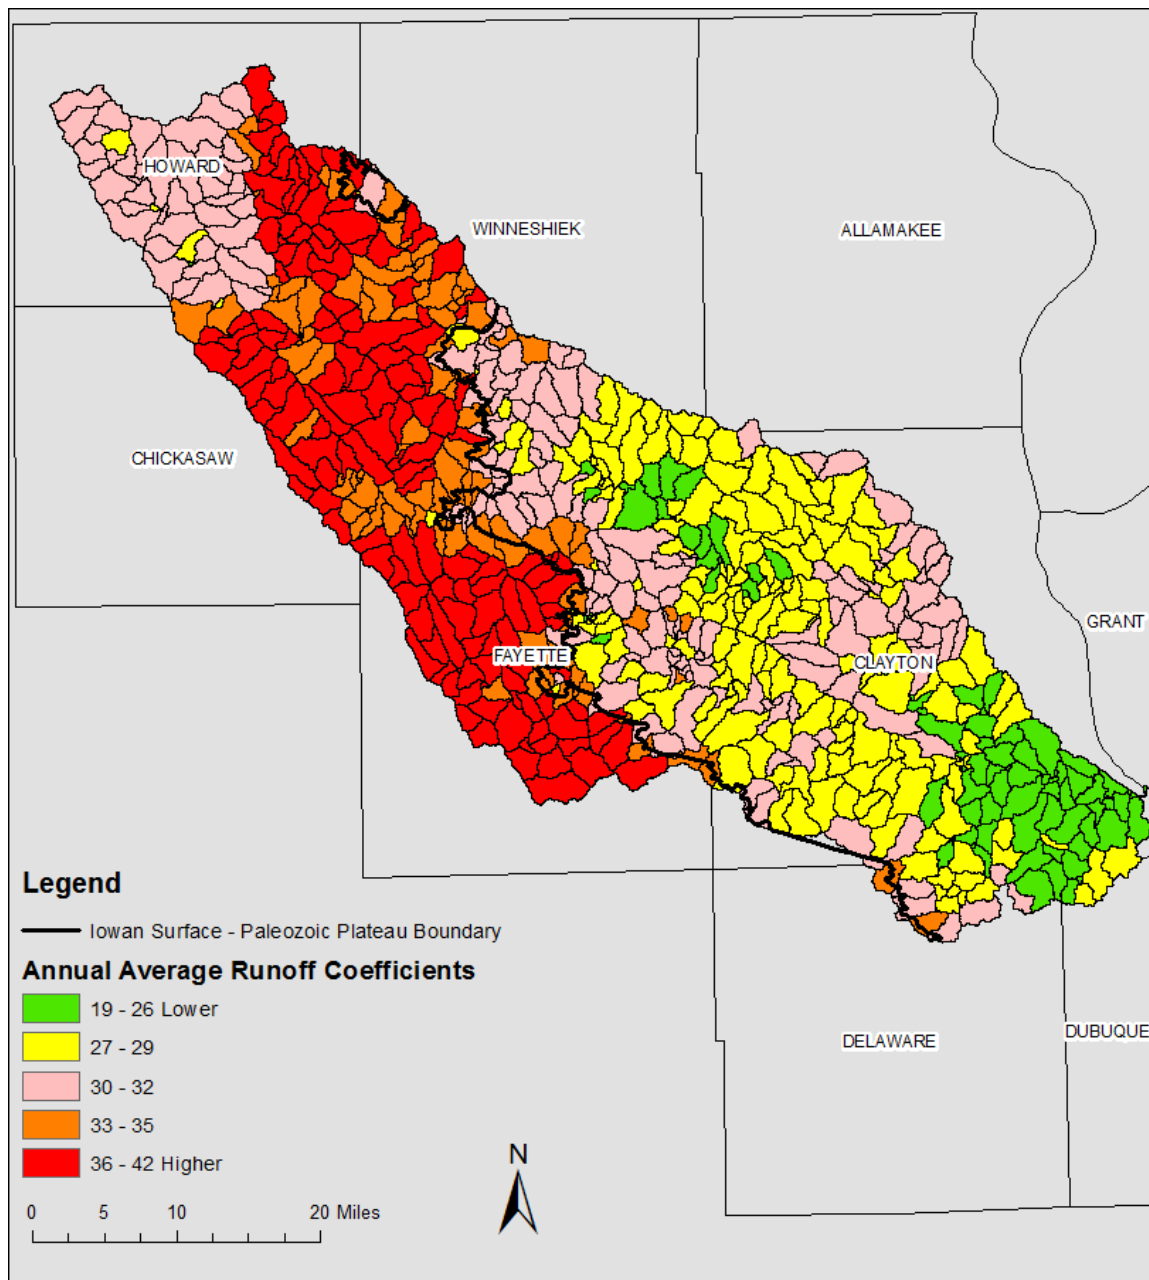 HOWARD
WINNESHIEK
ALLAMAKEE
CHICKASAW
GRANT
FAYETTE
CLAYTON
Legend
Iowan Surface - Paleozoic Plateau Boundary
Annual Average Runoff Coefficients
19 - 26 Lower
27 - 29
30 - 32
33 - 35
36 - 42 Higher
DELAWARE
DUBUQUE
N
0 5 10 20 Miles